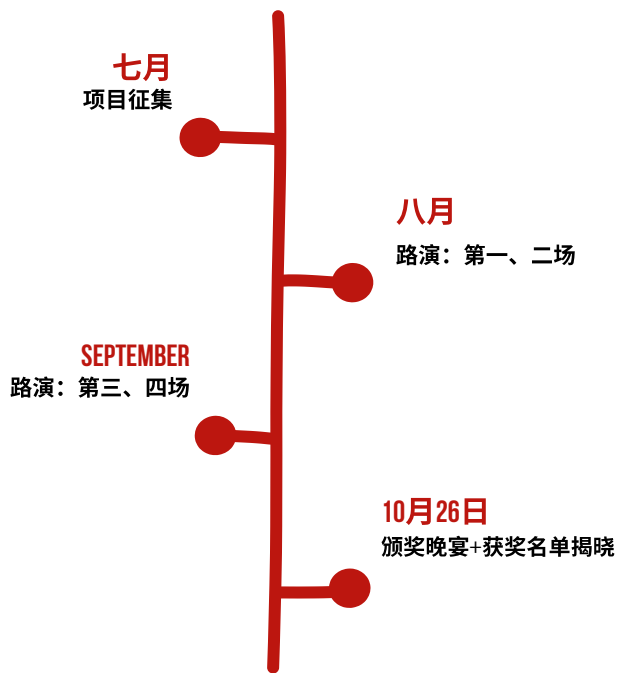 七月
项目征集
八月
路演：第一、二场
SEPTEMBER
路演：第三、四场
10月26日
颁奖晚宴+获奖名单揭晓